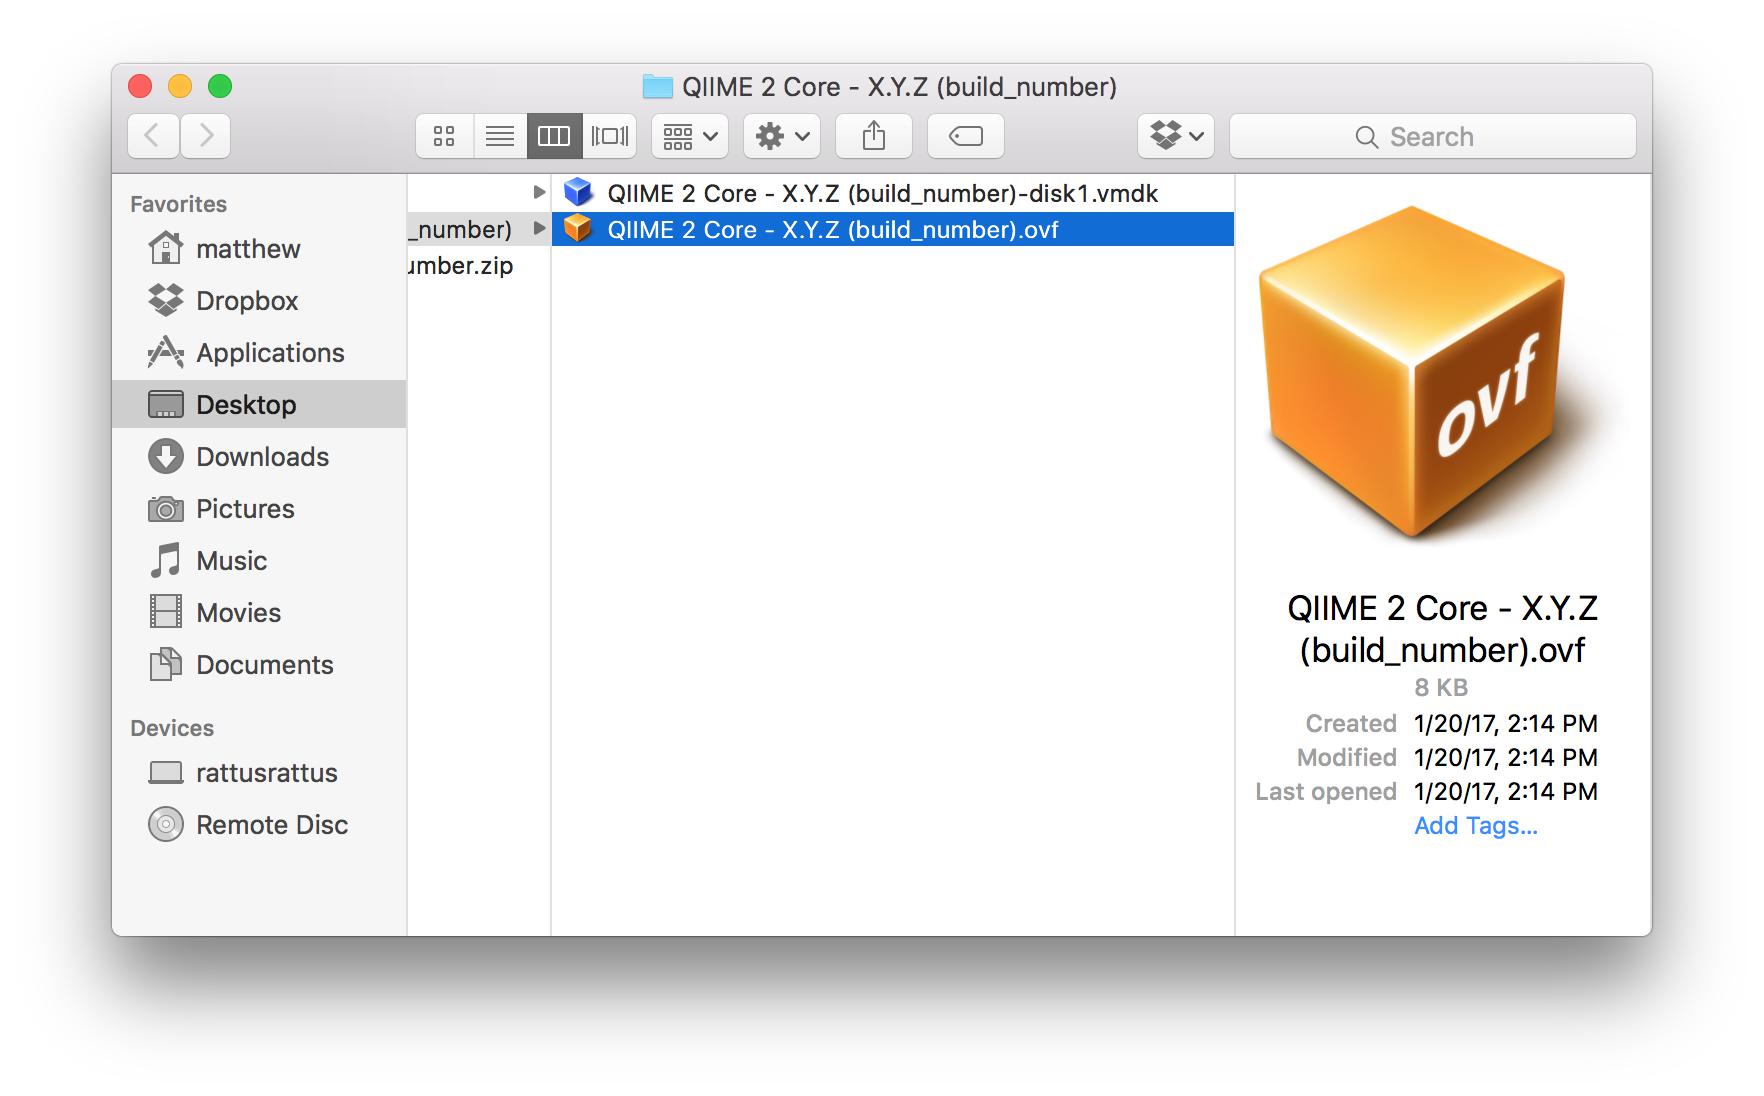 QIIME 2 Core - X.Y.Z (build_number)
Search
Favorites
matthew
Dropbox
Applications
Desktop
Downloads
Pictures
Music
Movies
Documents
Devices
rattusrattus
Remote Disc
_number)
umber.zip
QIIME 2 Core - X.Y.Z (build_number)-disk1.vmdk
QIIME 2 Core - X.Y.Z (build_number).ovf
ovf
QIIME 2 Core - X.Y.Z
(build_number).ovf
8 KB
Created 1/20/17, 2:14 PM
Modified 1/20/17, 2:14 PM
Last opened 1/20/17, 2:14 PM
Add Tags...